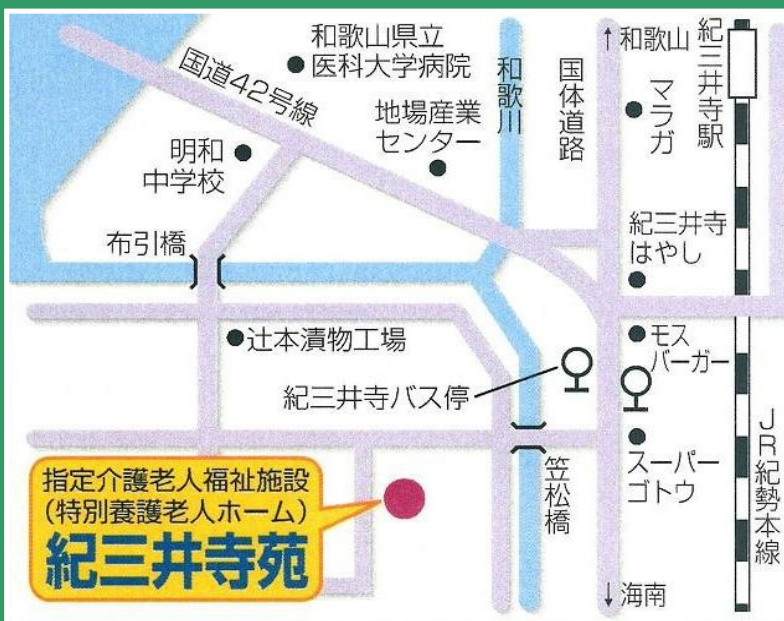 和歌山県立
医科大学病院
国道42号線
地場産業
センター
明和
中学校
布引橋
和歌川
国体道路
↑和歌山
マラガ
紀三井寺駅
紀三井寺
はやし
辻本漬物工場
モス
バーガー
紀三井寺バス停
スーパー
ゴトウ
笠松橋
JR紀勢本線
↓海南
指定介護老人福祉施設
(特別養護老人ホーム)
紀三井寺苑